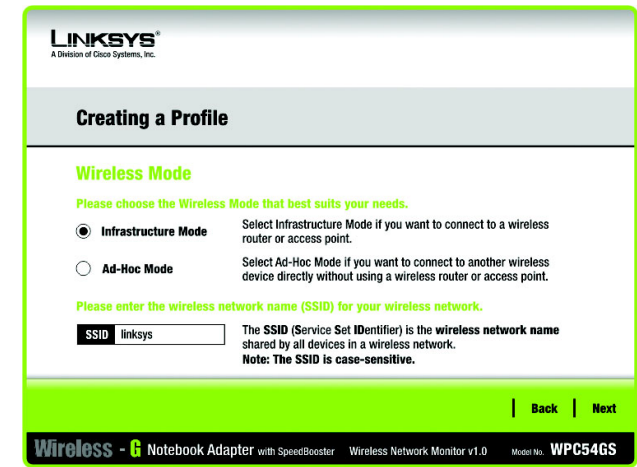 LINKSYS®
A Division of Cisco Systems, Inc.
Creating a Profile
Wireless Mode
Please choose the Wireless Mode that best suits your needs.
Infrastructure Mode
Select Infrastructure Mode if you want to connect to a wireless
router or access point.
Ad-Hoc Mode
Select Ad-Hoc Mode if you want to connect to another wireless
device directly without using a wireless router or access point.
Please enter the wireless network name (SSID) for your wireless network.
SSID linksys
The SSID (Service Set IDentifier) is the wireless network name
shared by all devices in a wireless network.
Note: The SSID is case-sensitive.
Back Next
Wireless - G Notebook Adapter with SpeedBooster Wireless Network Monitor v1.0 Model No. WPC54GS